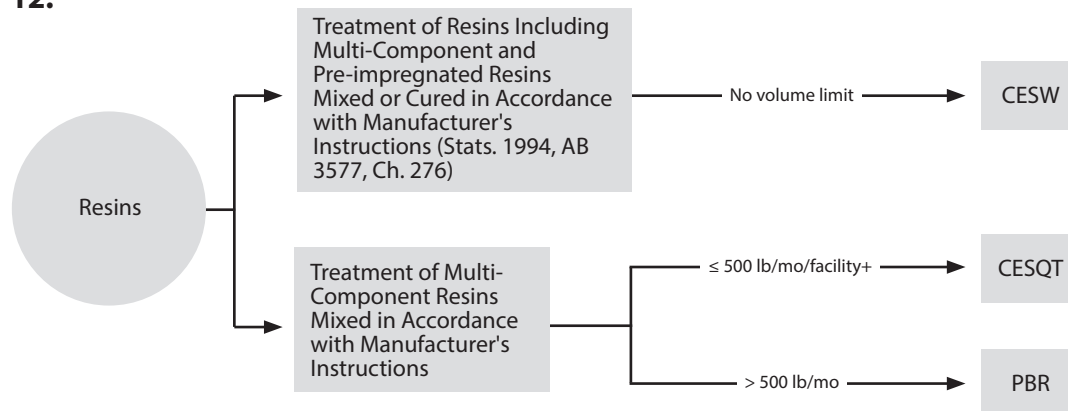 12.
Treatment of Resins Including
Multi-Component and
Pre-impregnated Resins
Mixed or Cured in Accordance
with Manufacturer's
Instructions (Stats. 1994, AB
3577, Ch. 276)
No volume limit
CESW
Resins
Treatment of Multi-
Component Resins
Mixed in Accordance
with Manufacturer's
Instructions
≤ 500 lb/mo/facility+
CESQT
> 500 lb/mo
PBR